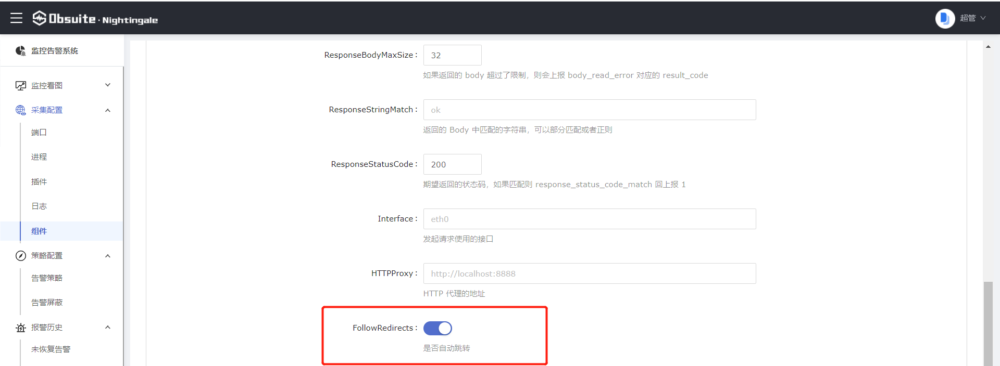 Obsuite · Nightingale
超管
监控告警系统
监控看图
采集配置
端口
进程
插件
日志
组件
策略配置
告警策略
告警屏蔽
报警历史
未恢复告警
ResponseBodyMaxSize : 32
如果返回的 body 超过了限制，则会上报 body_read_error 对应的 result_code
ResponseStringMatch : ok
返回的 Body 中匹配的字符串，可以部分匹配或者正则
ResponseStatusCode : 200
期望返回的状态码，如果匹配则 response_status_code_match 回上报 1
Interface : eth0
发起请求使用的接口
HTTPProxy : http://localhost:8888
HTTP 代理的地址
FollowRedirects :
是否自动跳转